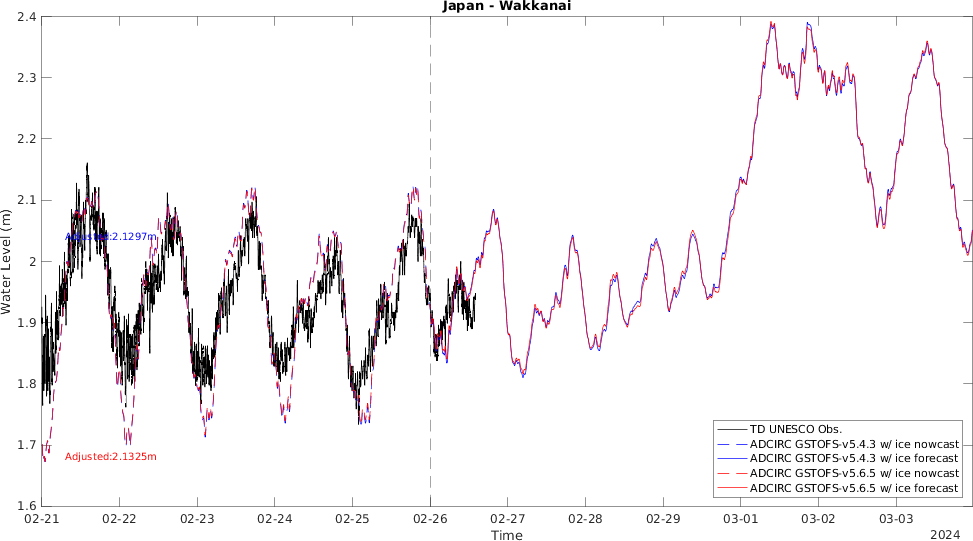 Japan - Wakkanai
Water Level (m)
2.4
2.3
2.2
2.1
2
1.9
1.8
1.7
1.6
Adjusted:2.1297m
Adjusted:2.1325m
TD UNESCO Obs.
ADCIRC GSTOFS-v5.4.3 w/ ice nowcast
ADCIRC GSTOFS-v5.4.3 w/ ice forecast
ADCIRC GSTOFS-v5.6.5 w/ ice nowcast
ADCIRC GSTOFS-v5.6.5 w/ ice forecast
02-21 02-22 02-23 02-24 02-25 02-26 02-27 02-28 02-29 03-01 03-02 03-03
Time
2024